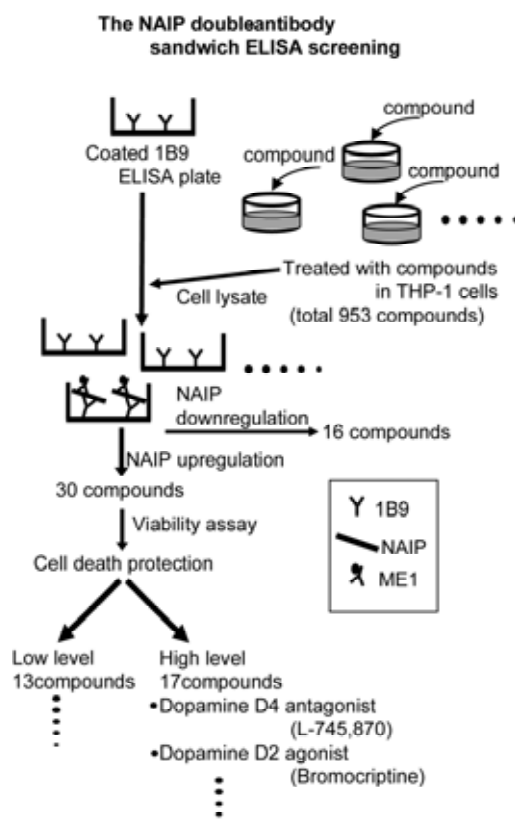 The NAIP doubleantibody
sandwich ELISA screening
compound
compound
compound
Coated 1B9
ELISA plate
Treated with compounds
in THP-1 cells
(total 953 compounds)
Cell lysate
NAIP
downregulation
16 compounds
NAIP upregulation
30 compounds
Viability assay
Cell death protection
1B9
NAIP
ME1
Low level
13compounds
High level
17compounds
•Dopamine D4 antagonist
(L-745,870)
•Dopamine D2 agonist
(Bromocriptine)